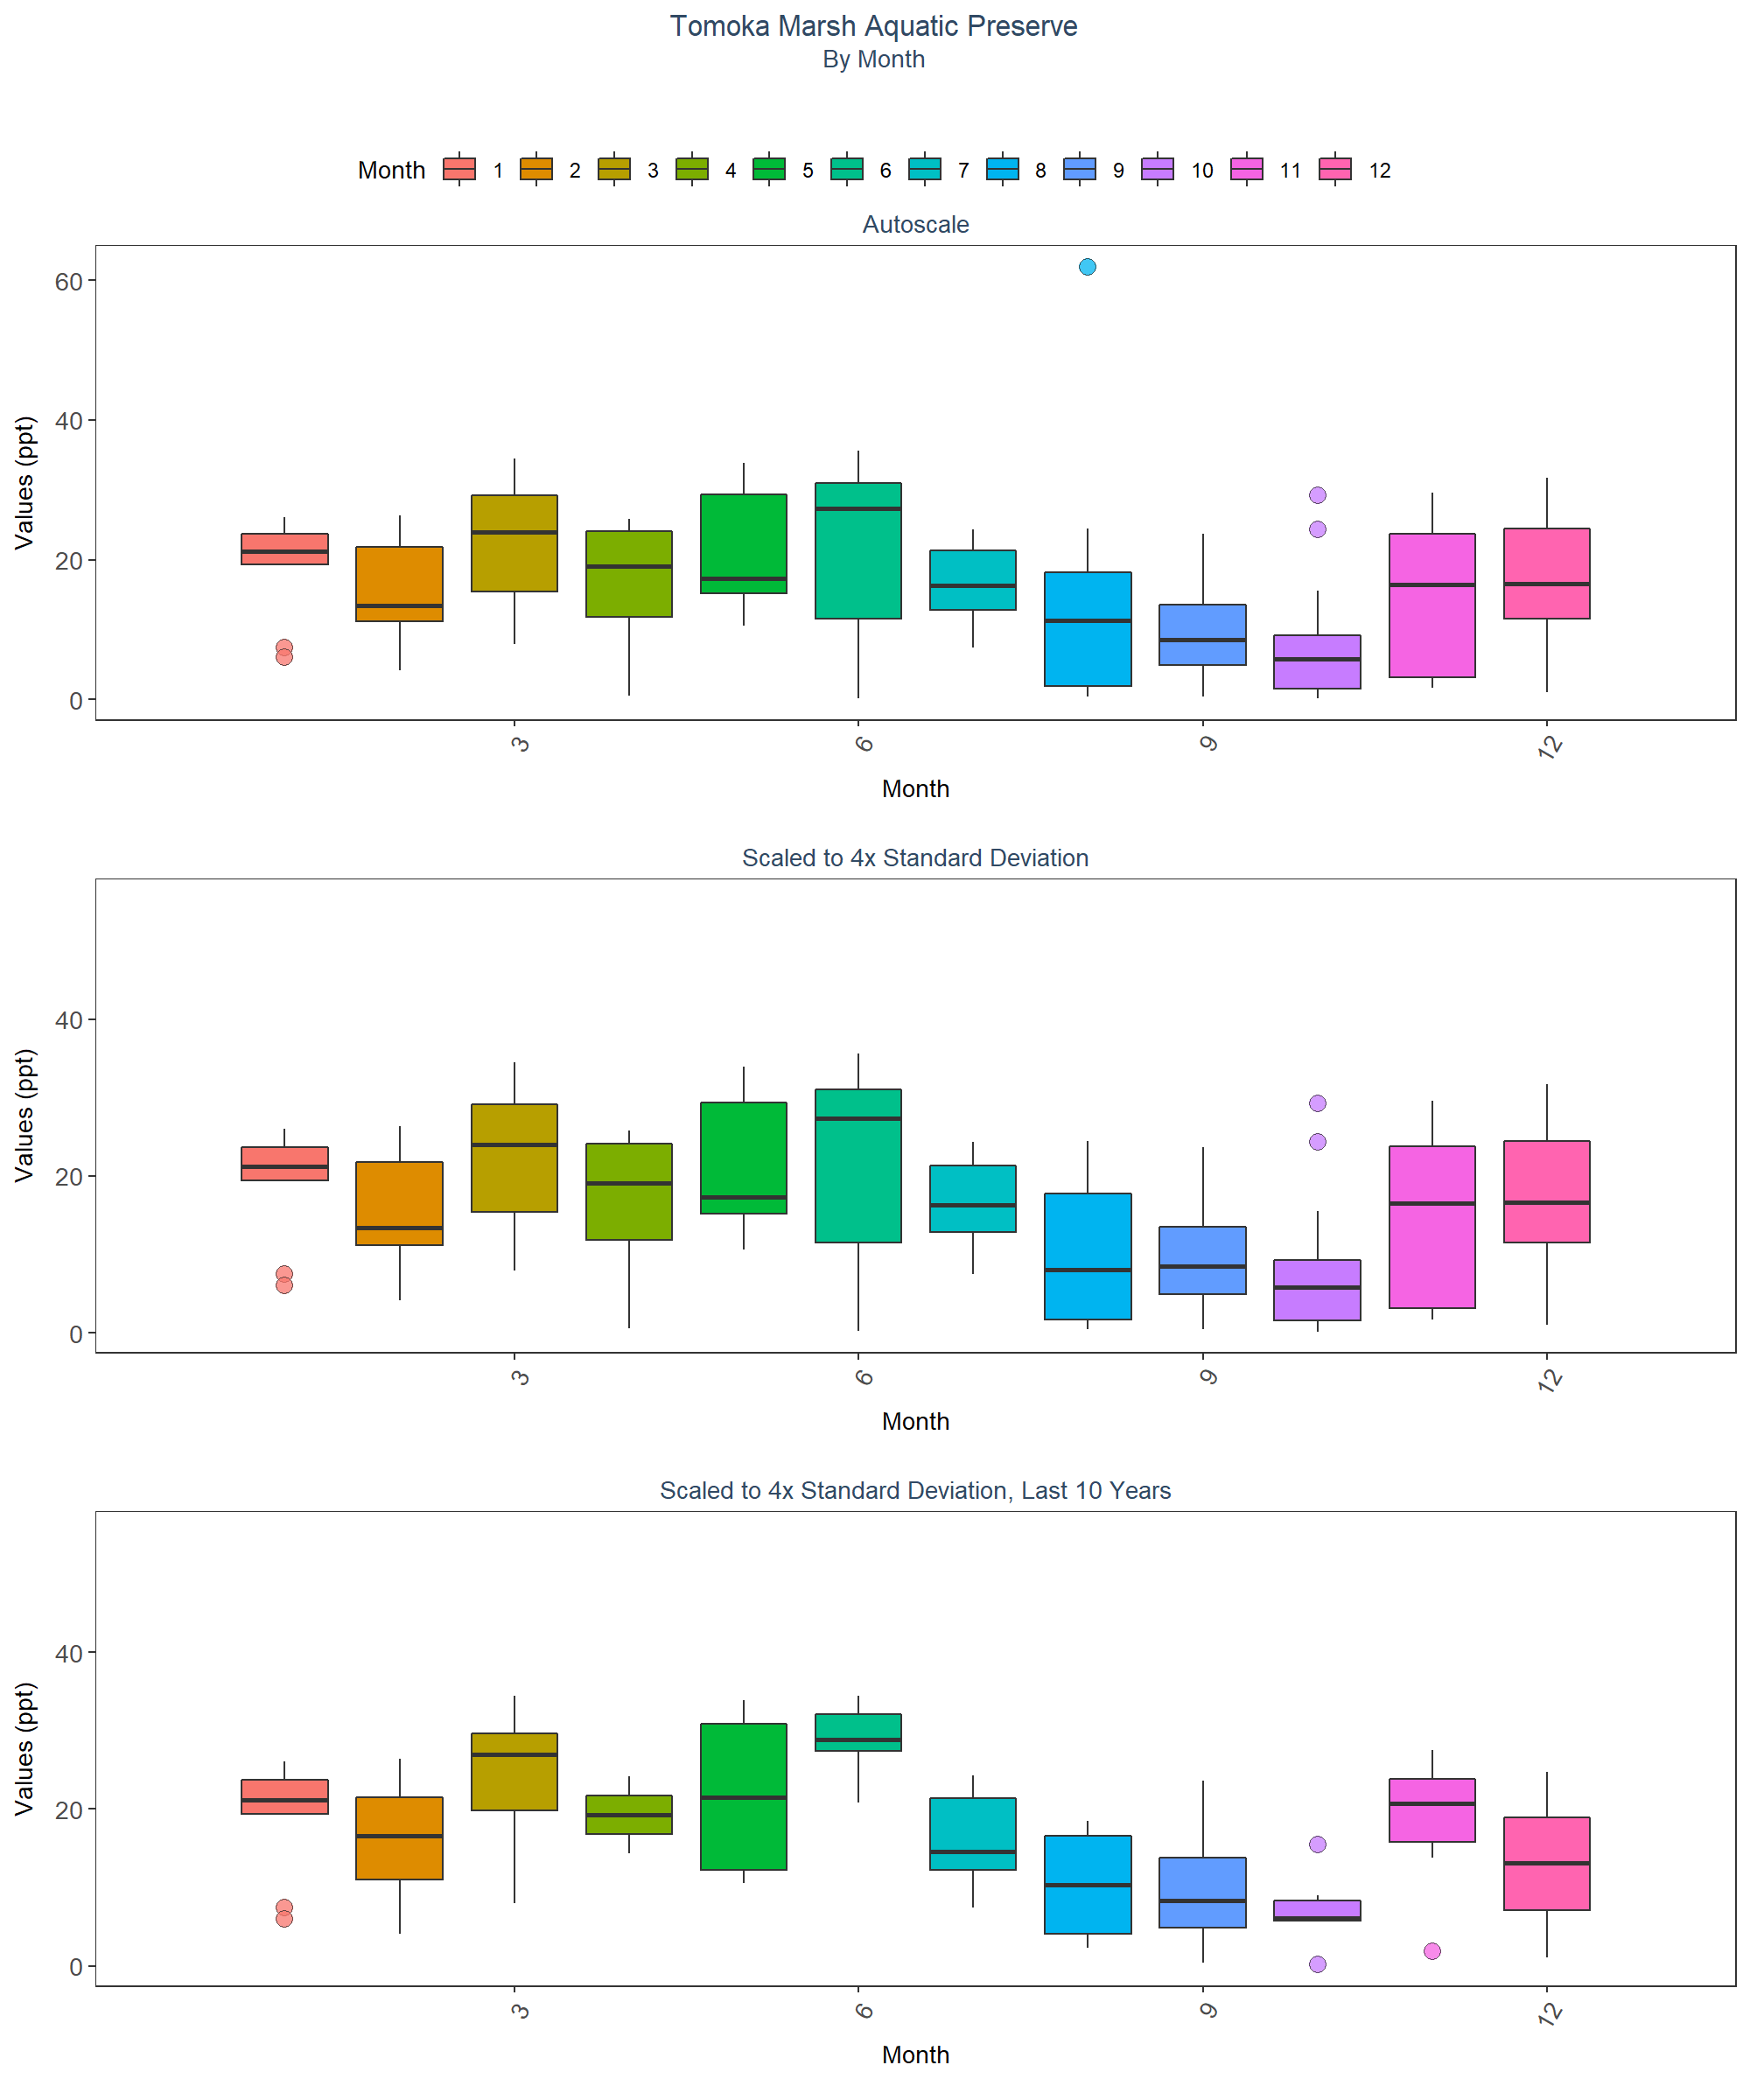 Tomoka Marsh Aquatic Preserve
By Month
Month 1 2 3 4 5 6 7 8 9 10 11 12
Autoscale
Values (ppt)
60
40
20
0
3 6 9 12
Month
Scaled to 4x Standard Deviation
Values (ppt)
40
20
0
3 6 9 12
Month
Scaled to 4x Standard Deviation, Last 10 Years
Values (ppt)
40
20
0
3 6 9 12
Month